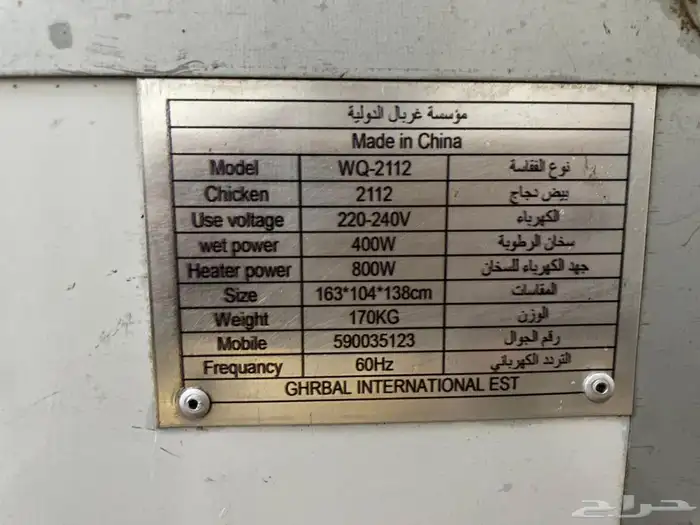 مؤسسة غربال الدولية
Made in China
Model WQ-2112 نوع الفقاسة
Chicken 2112 بيض دجاج
Use voltage 220-240V الكهرباء
wet power 400W سخان الرطوبة
Heater power 800W جهد الكهرباء للسخان
Size 163*104*138cm المقاسات
Weight 170KG الوزن
Mobile 590035123 رقم الجوال
Frequancy 60Hz التردد الكهربائي
GHRBAL INTERNATIONAL EST
حراج